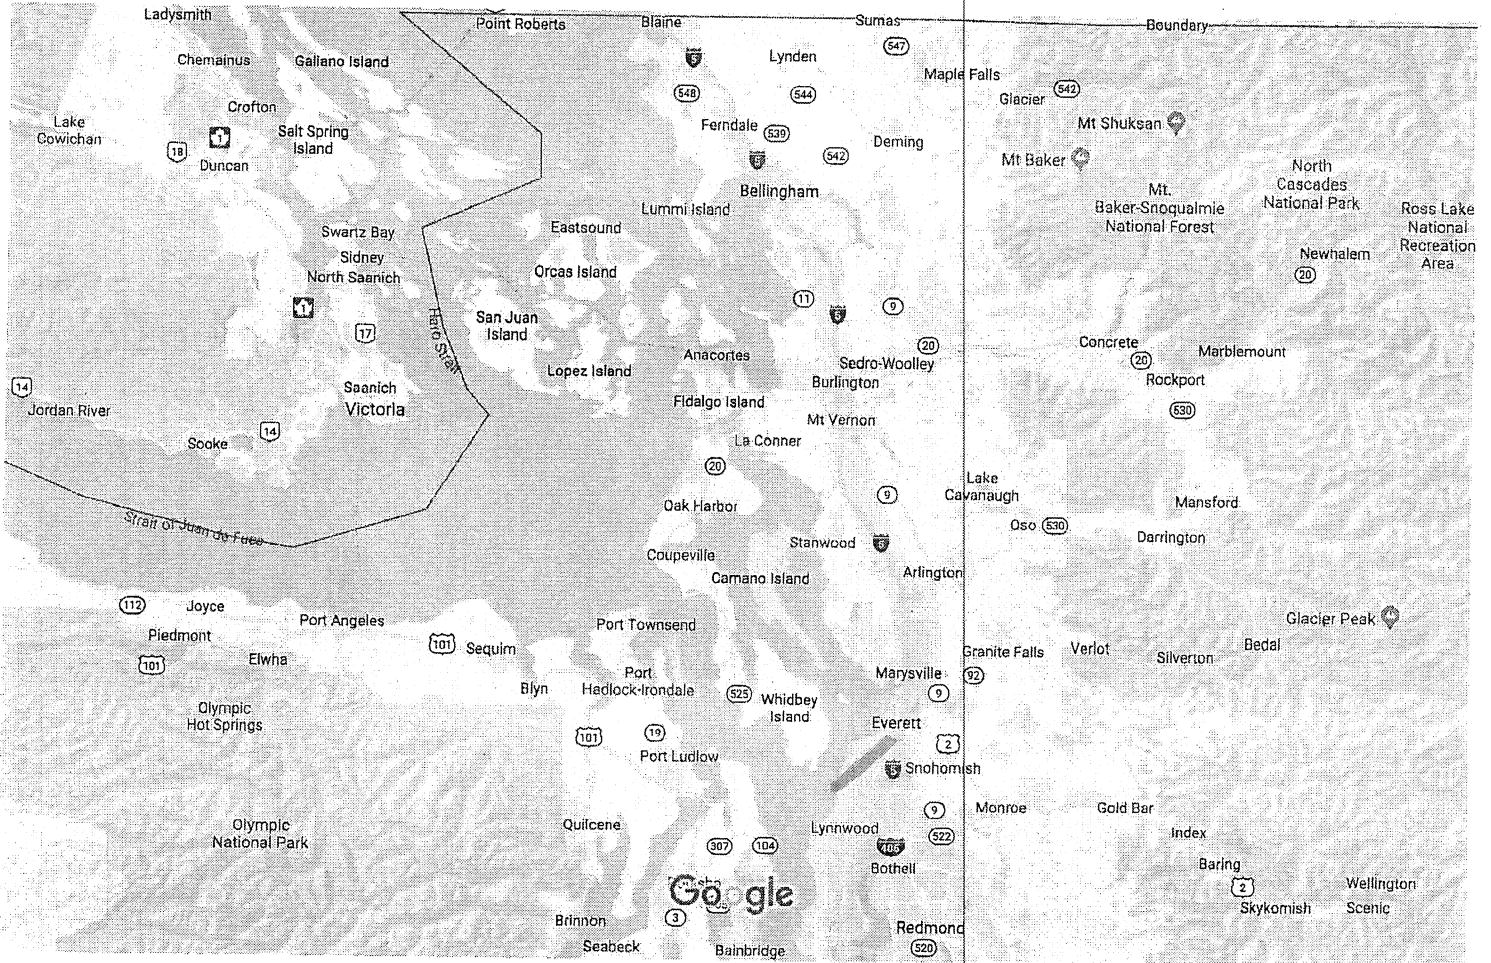 Ladysmith
Point Roberts
Blaine
Sumas
Boundary
547
5
Chemainus
Galiano Island
Lynden
Maple Falls
548
544
Glacier
542
Crofton
Lake
Cowichan
1
Salt Spring
Island
Ferndale
539
Mt Shuksan
18
Duncan
5
542
Deming
Mt Baker
North
Cascades
National Park
Bellingham
Mt.
Baker-Snoqualmie
National Forest
Lummi Island
Ross Lake
National
Recreation
Area
Swartz Bay
Eastsound
Sidney
Newhalem
20
North Saanich
Orcas Island
1
San Juan
Island
11
5
9
Haro Strait
17
20
Concrete
20
Marblemount
Anacortes
Sedro-Woolley
Lopez Island
Burlington
Rockport
14
Saanich
Victoria
Fidalgo Island
530
Jordan River
Mt Vernon
14
Sooke
La Conner
20
Lake
Cavanaugh
9
Mansford
Oak Harbor
Strait of Juan de Fuca
Oso
530
Stanwood
5
Darrington
Coupeville
Camano Island
Arlington
112
Joyce
Port Angeles
Port Townsend
Glacier Peak
Piedmont
101
Sequim
Granite Falls
Verlot
Silverton
Bedal
101
Elwha
Marysville
92
Port
Hadlock-Irondale
Blyn
525
Whidbey
Island
9
Olympic
Hot Springs
Everett
101
19
2
Port Ludlow
5
Snohomish
9
Monroe
Gold Bar
Olympic
National Park
Quilcene
Lynnwood
522
Index
307
104
405
Bothell
Baring
2
Wellington
Google
Skykomish
Scenic
Brinnon
3
Redmond
Seabeck
Bainbridge
520